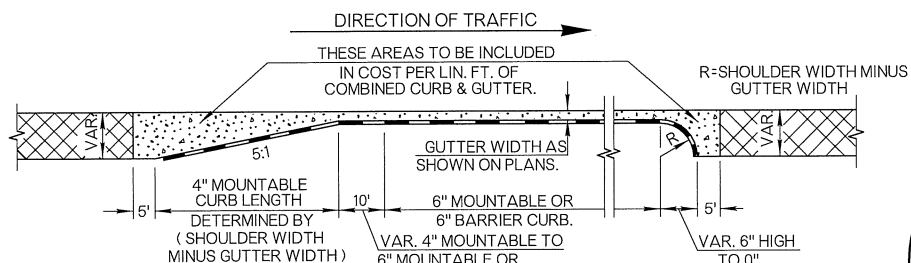 DIRECTION OF TRAFFIC
THESE AREAS TO BE INCLUDED
IN COST PER LIN. FT. OF
COMBINED CURB & GUTTER.
R=SHOULDER WIDTH MINUS
GUTTER WIDTH
VAR.
5:1
GUTTER WIDTH AS
SHOWN ON PLANS.
R
VAR.
5'
4" MOUNTABLE
CURB LENGTH
DETERMINED BY
( SHOULDER WIDTH
MINUS GUTTER WIDTH )
10'
6" MOUNTABLE OR
6" BARRIER CURB.
5'
VAR. 4" MOUNTABLE TO
6" MOUNTABLE OR
VAR. 6" HIGH
TO 0"